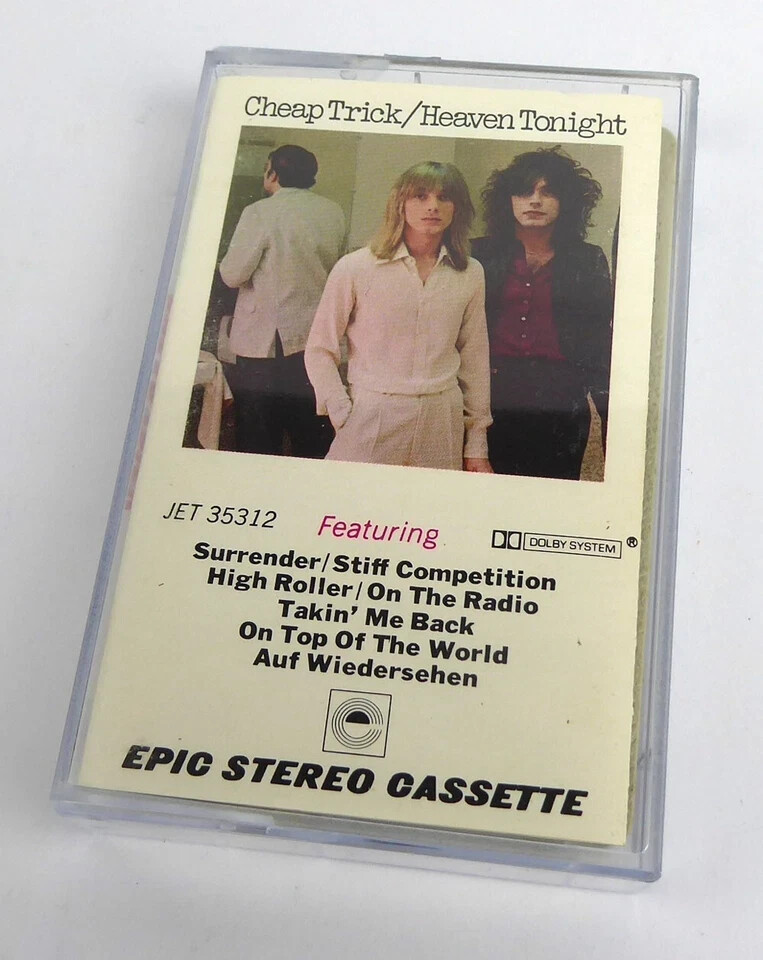 Cheap Trick/Heaven Tonight
JET 35312
Featuring
DOLBY SYSTEM ®
Surrender/Stiff Competition
High Roller/On The Radio
Takin' Me Back
On Top Of The World
Auf Wiedersehen
e
EPIC STEREO CASSETTE